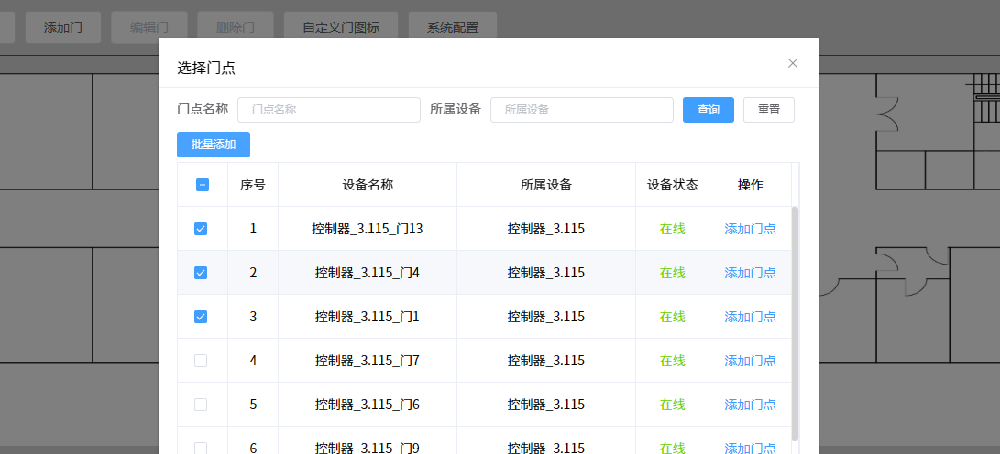 添加门 编辑门 删除门 自定义门图标 系统配置
选择门点
门点名称 门点名称 所属设备 所属设备 查询 重置
批量添加
序号 设备名称 所属设备 设备状态 操作
1 控制器_3.115_门13 控制器_3.115 在线 添加门点
2 控制器_3.115_门4 控制器_3.115 在线 添加门点
3 控制器_3.115_门1 控制器_3.115 在线 添加门点
4 控制器_3.115_门7 控制器_3.115 在线 添加门点
5 控制器_3.115_门6 控制器_3.115 在线 添加门点
6 控制器_3.115_门9 控制器_3.115 在线 添加门点